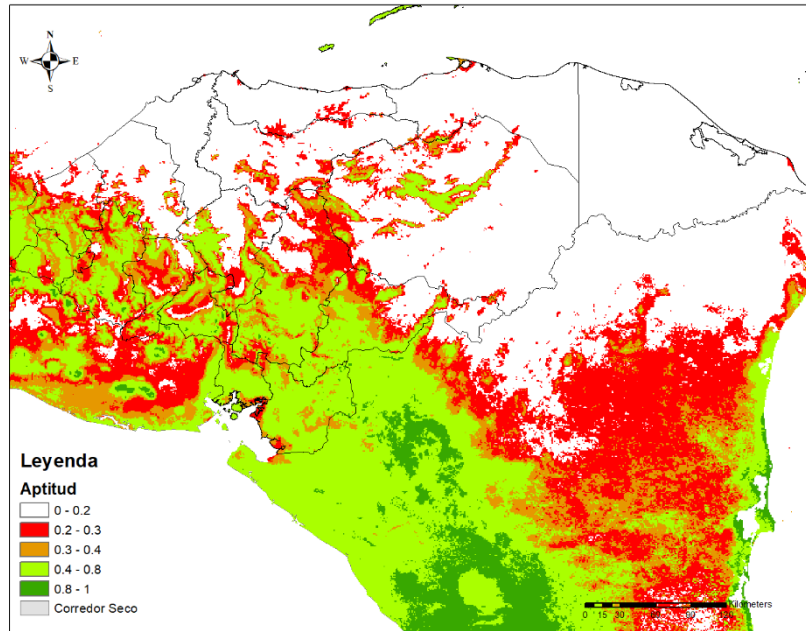 N
W E
S
Leyenda
Aptitud
0 - 0.2
0.2 - 0.3
0.3 - 0.4
0.4 - 0.8
0.8 - 1
Corredor Seco
Kilometers
0 15 30